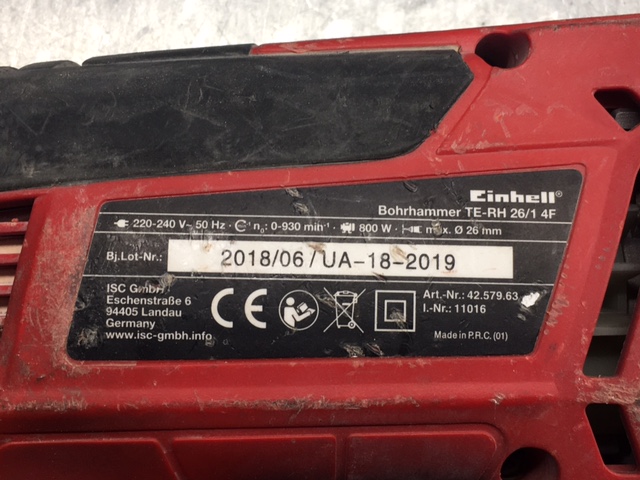 Einhell®
Bohrhammer TE-RH 26/1 4F
220-240 V~ 50 Hz · n₀: 0-930 min⁻¹ 800 W · max. Ø 26 mm
Bj.Lot-Nr.: 2018/06/UA-18-2019
ISC GmbH
Eschenstraße 6
94405 Landau
Germany
www.isc-gmbh.info
CE
Art.-Nr.: 42.579.63
I.-Nr.: 11016
Made in P.R.C. (01)